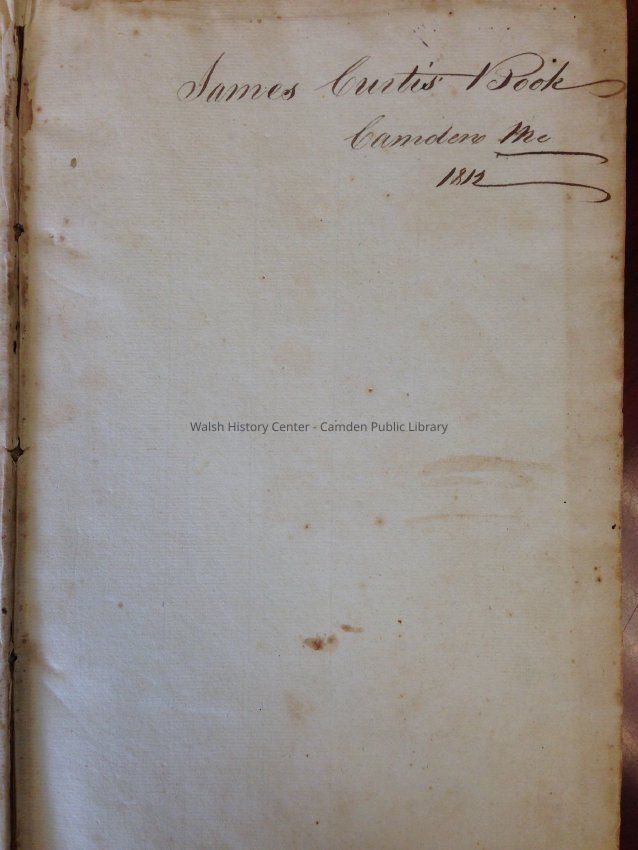 James Curtis Book
Camden Me
1812
Walsh History Center - Camden Public Library